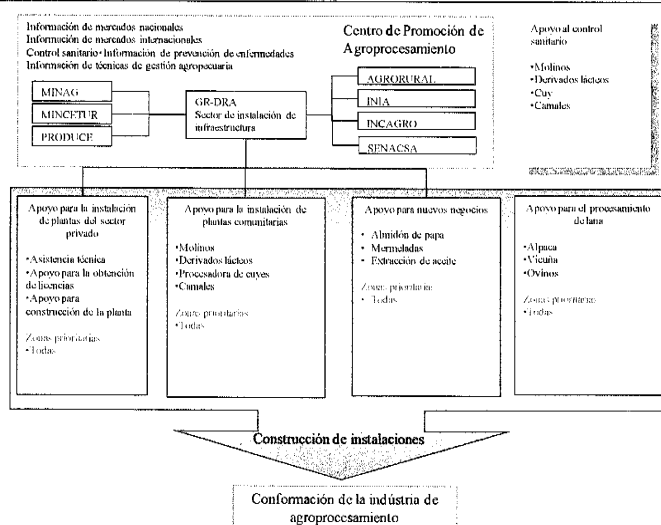 Información de mercados nacionales
Información de mercados internacionales
Control sanitario·Información de prevención de enfermedades
Información de técnicas de gestión agropecuaria
Centro de Promoción de
Agroprocesamiento
MINAG
MINCETUR
PRODUCE
GR-DRA
Sector de instalación de
infraestructura
AGRORURAL
INIA
INCAGRO
SENACSA
Apoyo al control
sanitario
•Molinos
•Derivados lácteos
•Cuy
•Camales
Apoyo para la instalación
de plantas del sector
privado
•Asistencia técnica
•Apoyo para la obtención
de licencias
•Apoyo para
construcción de la planta
Zonas prioritarias
•Todas
Apoyo para la instalación de
plantas comunitarias
•Molinos
•Derivados lácteos
•Procesadora de cuyes
•Camales
Zonas prioritarias
•Todas
Apoyo para nuevos negocios
• Almidón de papa
• Mermeladas
• Extracción de aceite
Zonas prioritarias
• Todas
Apoyo para el procesamiento
de lana
•Alpaca
•Vicuña
•Ovinos
Zonas prioritarias
•Todas
Construcción de instalaciones
Conformación de la indústria de
agroprocesamiento